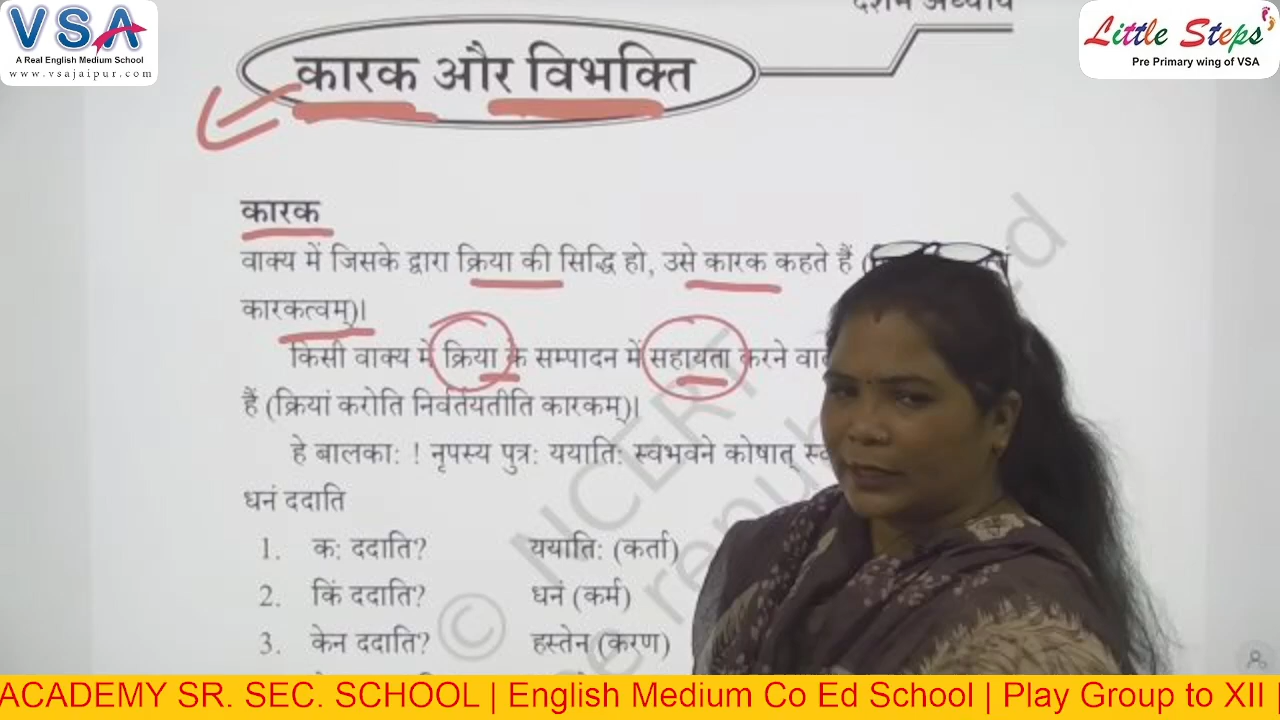 VSA
A Real English Medium School
www.vsajaipur.com
Little Steps
Pre Primary wing of VSA
दशम अध्याय
कारक और विभक्ति
कारक
वाक्य में जिसके द्वारा क्रिया की सिद्धि हो, उसे कारक कहते हैं
कारकत्वम्)।
किसी वाक्य में क्रिया के सम्पादन में सहायता करने
हैं (क्रियां करोति निर्वर्तयतीति कारकम्)।
हे बालका: ! नृपस्य पुत्र: ययाति: स्वभवने कोषात्
धनं ददाति
1. क: ददाति? ययाति: (कर्ता)
2. किं ददाति? धनं (कर्म)
3. केन ददाति? हस्तेन (करण)
© NCERT
ACADEMY SR. SEC. SCHOOL | English Medium Co Ed School | Play Group to XII |